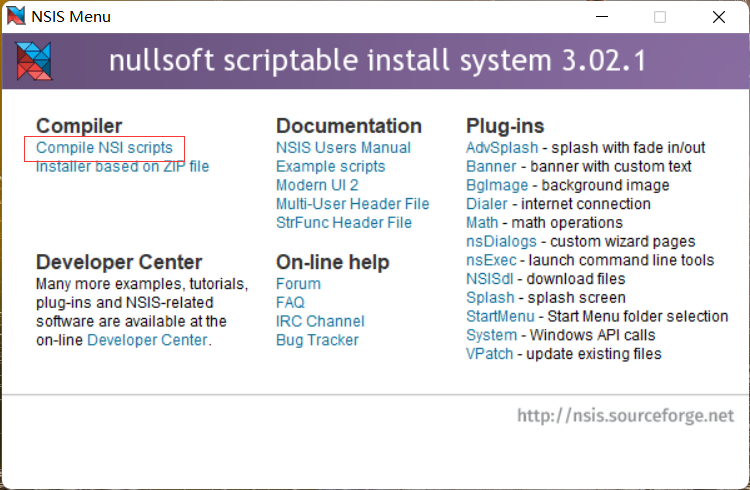 NSIS Menu
nullsoft scriptable install system 3.02.1
Compiler
Compile NSI scripts
Installer based on ZIP file
Developer Center
Many more examples, tutorials,
plug-ins and NSIS-related
software are available at the
on-line Developer Center.
Documentation
NSIS Users Manual
Example scripts
Modern UI 2
Multi-User Header File
StrFunc Header File
On-line help
Forum
FAQ
IRC Channel
Bug Tracker
Plug-ins
AdvSplash - splash with fade in/out
Banner - banner with custom text
BgImage - background image
Dialer - internet connection
Math - math operations
nsDialogs - custom wizard pages
nsExec - launch command line tools
NSISdl - download files
Splash - splash screen
StartMenu - Start Menu folder selection
System - Windows API calls
VPatch - update existing files
http://nsis.sourceforge.net